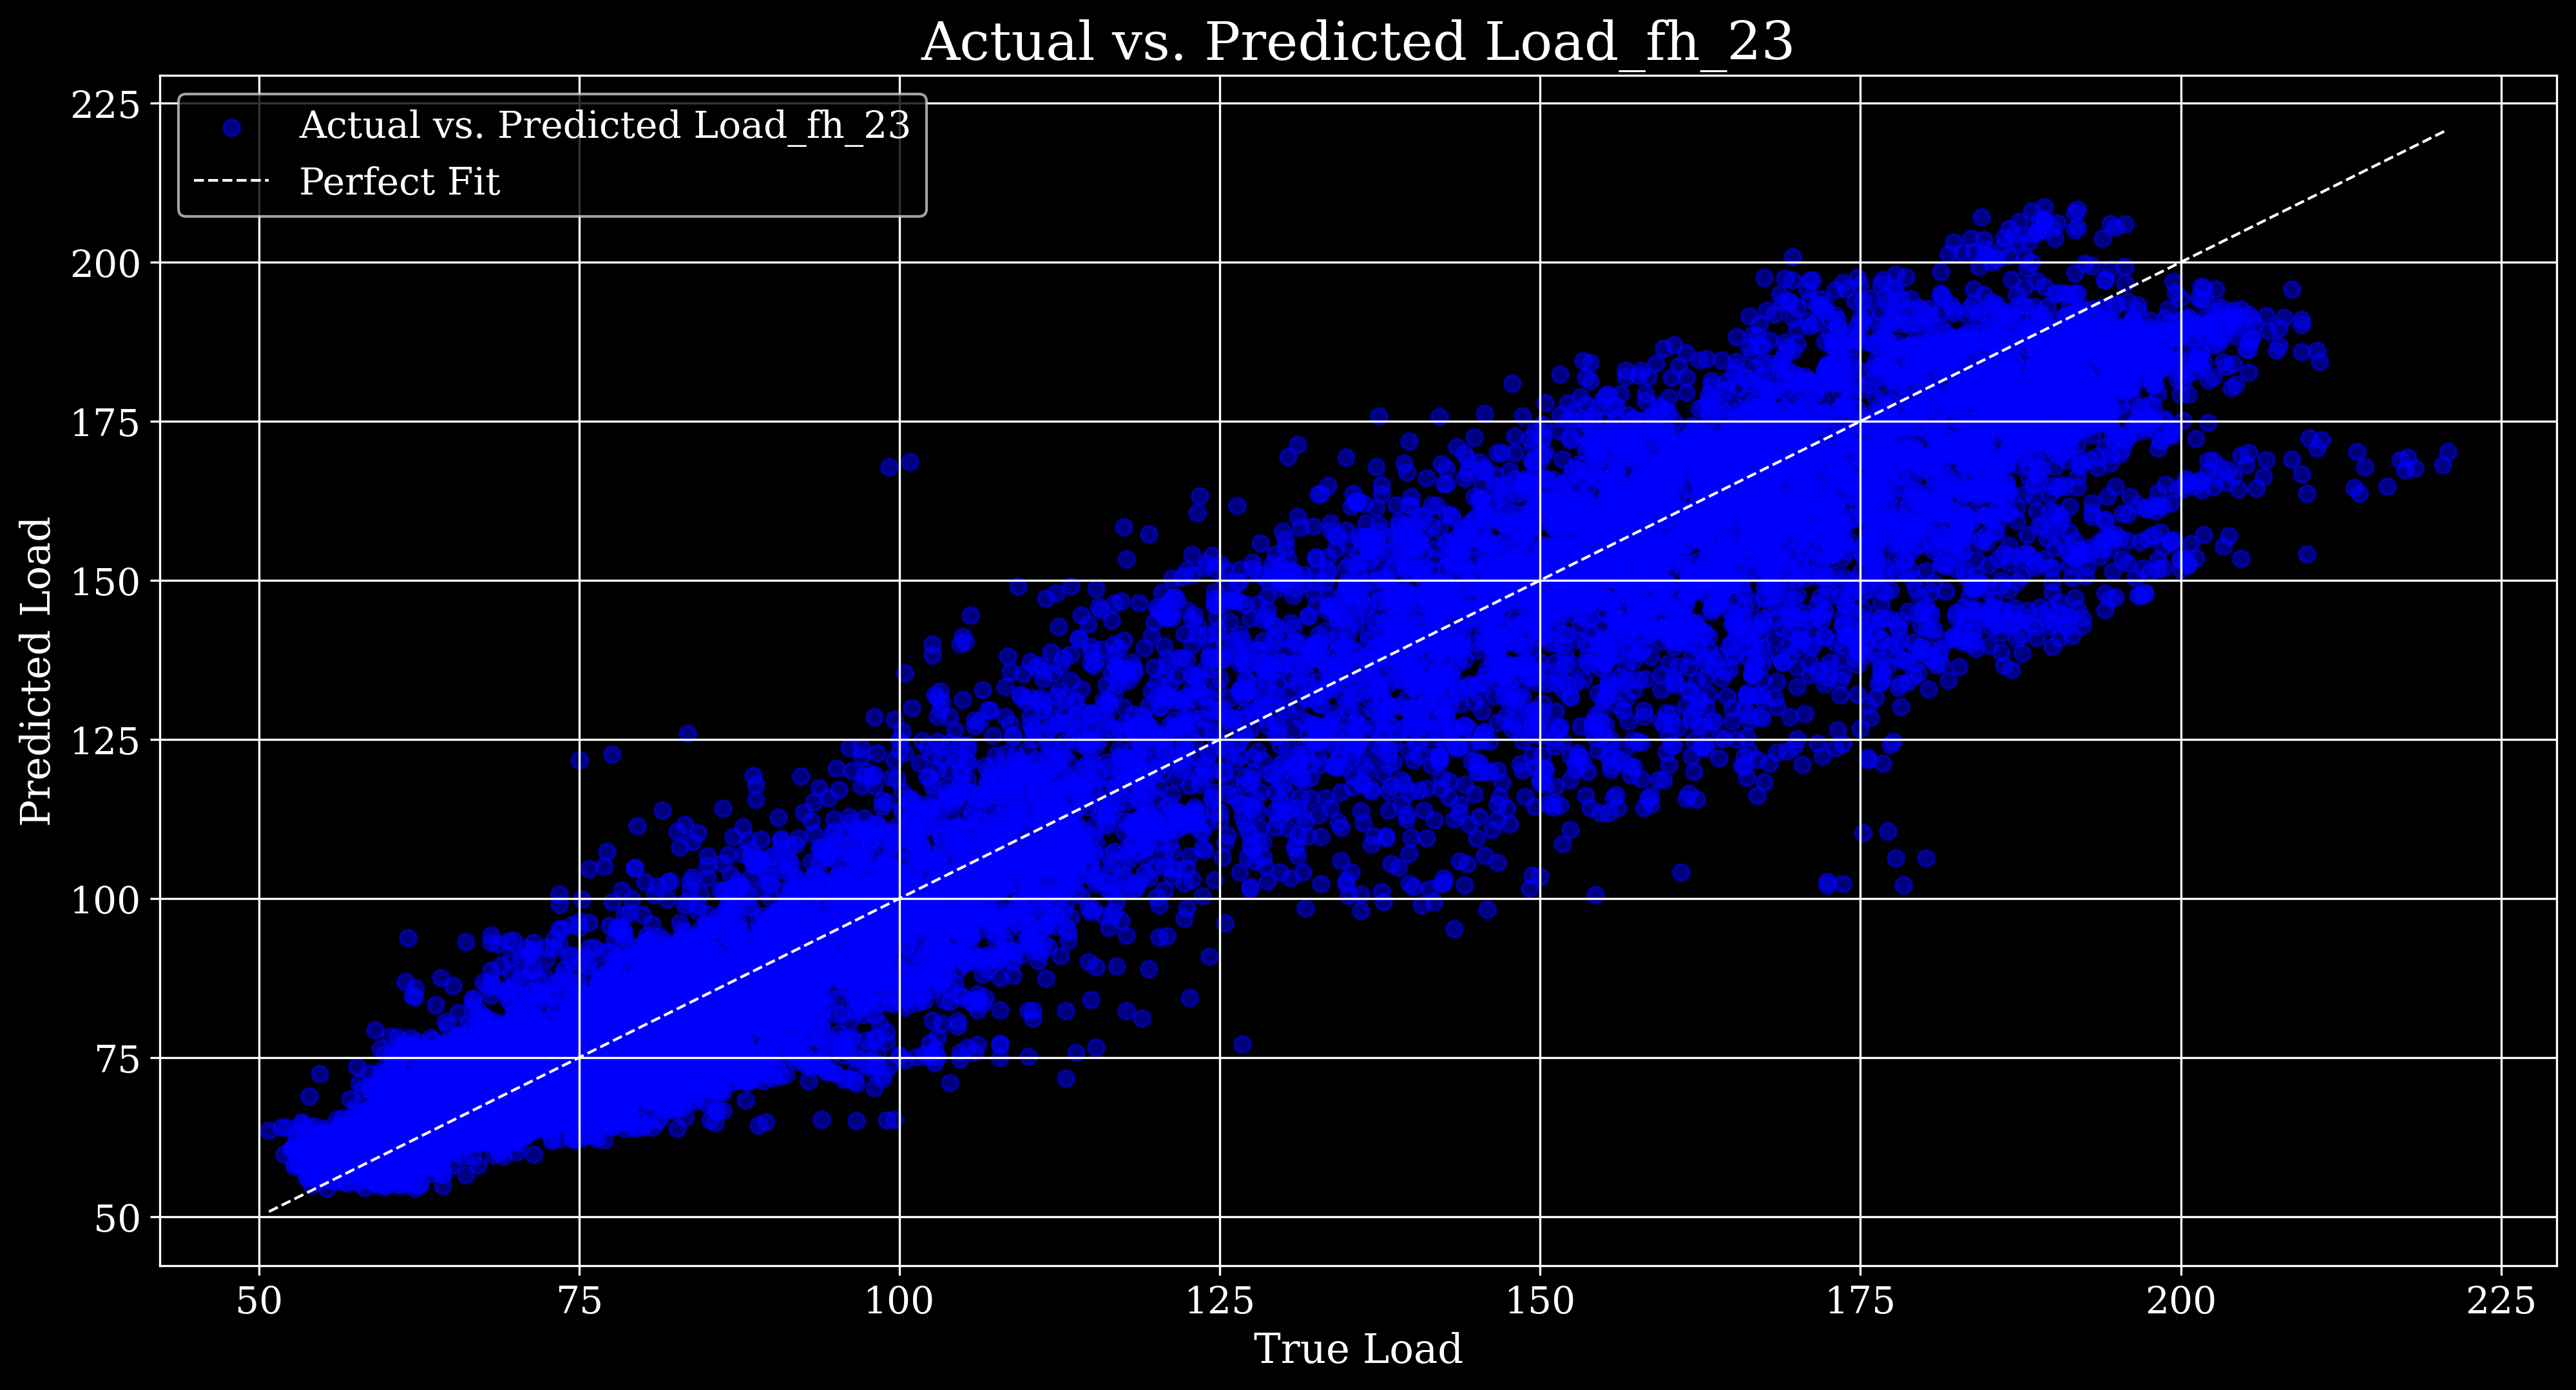 Actual vs. Predicted Load_fh_23
Actual vs. Predicted Load_fh_23
Perfect Fit
225
200
175
150
125
100
75
50
Predicted Load
50 75 100 125 150 175 200 225
True Load